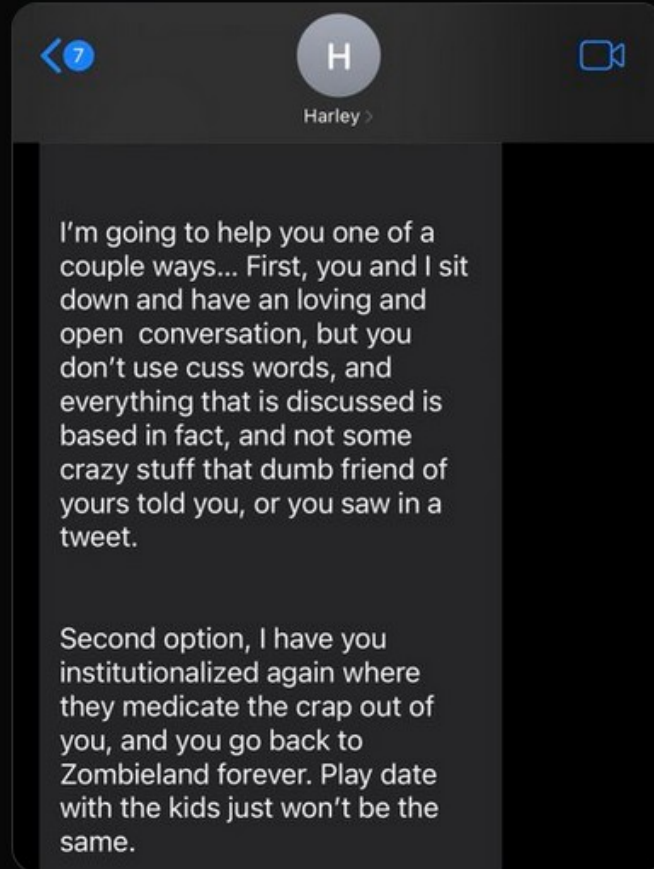 7
H
Harley >
I'm going to help you one of a
couple ways... First, you and I sit
down and have an loving and
open  conversation, but you
don't use cuss words, and
everything that is discussed is
based in fact, and not some
crazy stuff that dumb friend of
yours told you, or you saw in a
tweet.
Second option, I have you
institutionalized again where
they medicate the crap out of
you, and you go back to
Zombieland forever. Play date
with the kids just won't be the
same.